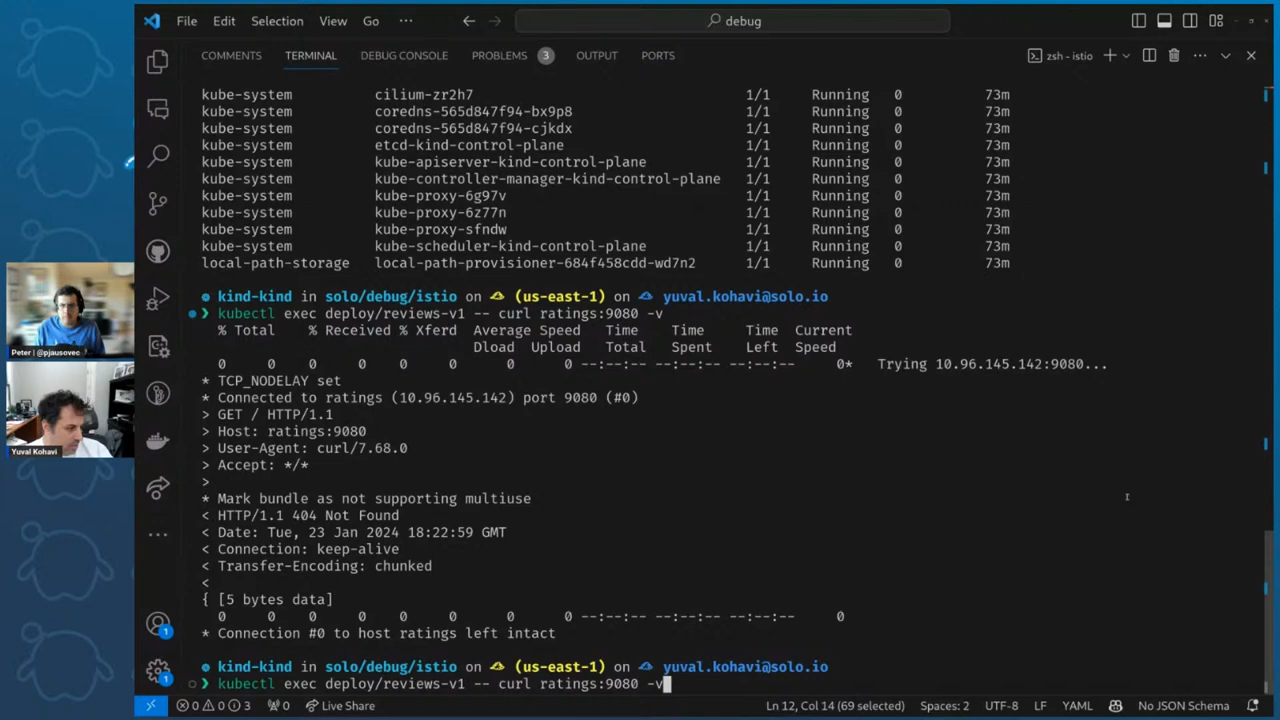 File Edit Selection View Go ··· debug
COMMENTS TERMINAL DEBUG CONSOLE PROBLEMS 3 OUTPUT PORTS zsh - istio
kube-system cilium-zr2h7 1/1 Running 0 73m
kube-system coredns-565d847f94-bx9p8 1/1 Running 0 73m
kube-system coredns-565d847f94-cjkdx 1/1 Running 0 73m
kube-system etcd-kind-control-plane 1/1 Running 0 73m
kube-system kube-apiserver-kind-control-plane 1/1 Running 0 73m
kube-system kube-controller-manager-kind-control-plane 1/1 Running 0 73m
kube-system kube-proxy-6g97v 1/1 Running 0 73m
kube-system kube-proxy-6z77n 1/1 Running 0 73m
kube-system kube-proxy-sfndw 1/1 Running 0 73m
kube-system kube-scheduler-kind-control-plane 1/1 Running 0 73m
local-path-storage local-path-provisioner-684f458cdd-wd7n2 1/1 Running 0 73m
kind-kind in solo/debug/istio on (us-east-1) on yuval.kohavi@solo.io
❯ kubectl exec deploy/reviews-v1 -- curl ratings:9080 -v
% Total % Received % Xferd Average Speed Time Time Time Current
Dload Upload Total Spent Left Speed
0 0 0 0 0 0 0 0 --:--:-- --:--:-- --:--:-- 0* Trying 10.96.145.142:9080...
* TCP_NODELAY set
* Connected to ratings (10.96.145.142) port 9080 (#0)
> GET / HTTP/1.1
> Host: ratings:9080
> User-Agent: curl/7.68.0
> Accept: */*
>
* Mark bundle as not supporting multiuse
< HTTP/1.1 404 Not Found
< Date: Tue, 23 Jan 2024 18:22:59 GMT
< Connection: keep-alive
< Transfer-Encoding: chunked
<
{ [5 bytes data]
0 0 0 0 0 0 0 0 --:--:-- --:--:-- --:--:-- 0
* Connection #0 to host ratings left intact
kind-kind in solo/debug/istio on (us-east-1) on yuval.kohavi@solo.io
❯ kubectl exec deploy/reviews-v1 -- curl ratings:9080 -v
Peter | @pjausovec
Yuval Kohavi
1
1
0 0 3 0 Live Share Ln 12, Col 14 (69 selected) Spaces: 2 UTF-8 LF YAML No JSON Schema